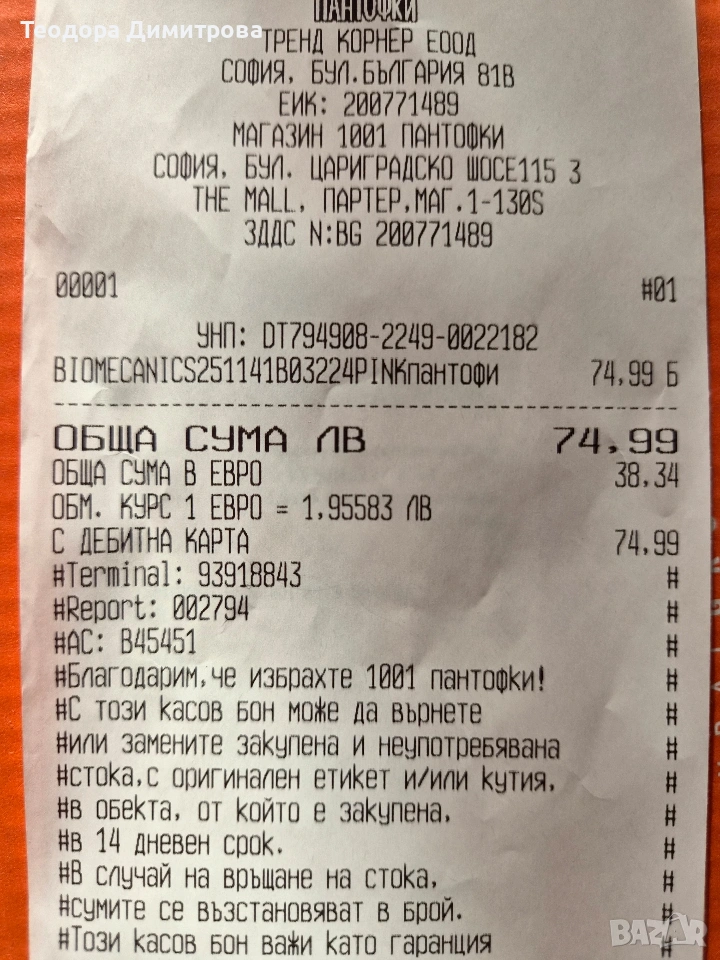 Теодора Димитрова
ПАНТОФКИ
ТРЕНД КОРНЕР ЕООД
СОФИЯ, БУЛ.БЪЛГАРИЯ 81В
ЕИК: 200771489
МАГАЗИН 1001 ПАНТОФКИ
СОФИЯ, БУЛ. ЦАРИГРАДСКО ШОСЕ115 З
THE MALL, ПАРТЕР,МАГ.1-130S
ЗДДС N:BG 200771489
00001 #01
УНП: DT794908-2249-0022182
BIOMECANICS251141B03224PINKпантофи 74,99 Б
ОБЩА СУМА ЛВ 74,99
ОБЩА СУМА В ЕВРО 38,34
ОБМ. КУРС 1 ЕВРО = 1,95583 ЛВ
С ДЕБИТНА КАРТА 74,99
#Terminal: 93918843 #
#Report: 002794 #
#AC: B45451 #
#Благодарим,че избрахте 1001 пантофки! #
#С този касов бон може да върнете #
#или замените закупена и неупотребявана #
#стока,с оригинален етикет и/или кутия, #
#в обекта, от който е закупена, #
#в 14 дневен срок. #
#В случай на връщане на стока, #
#сумите се възстановяват в брой. #
#Този касов бон важи като гаранция #
BAZAR